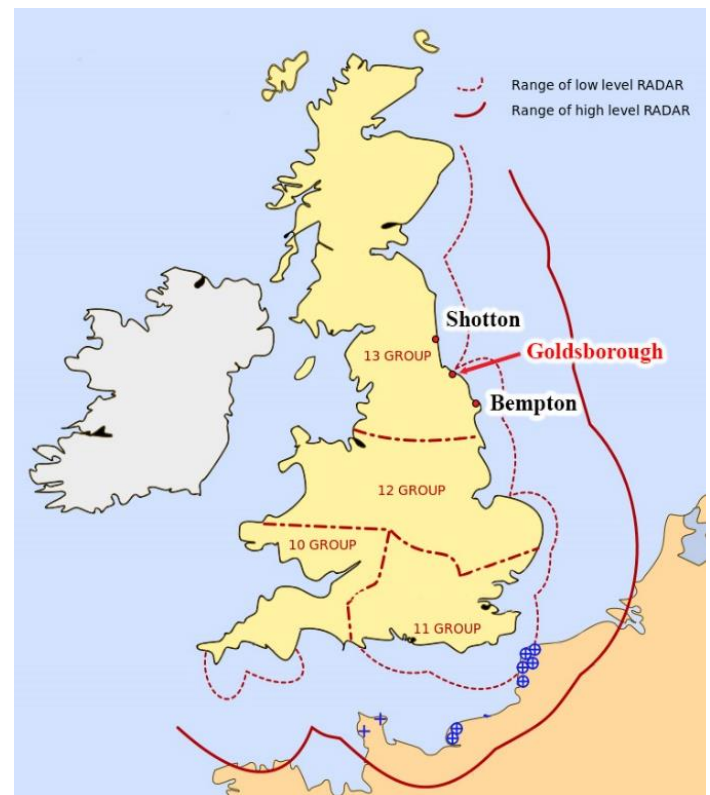 Range of low level RADAR
Range of high level RADAR
Shotton
13 GROUP
Goldsborough
Bempton
12 GROUP
10 GROUP
11 GROUP